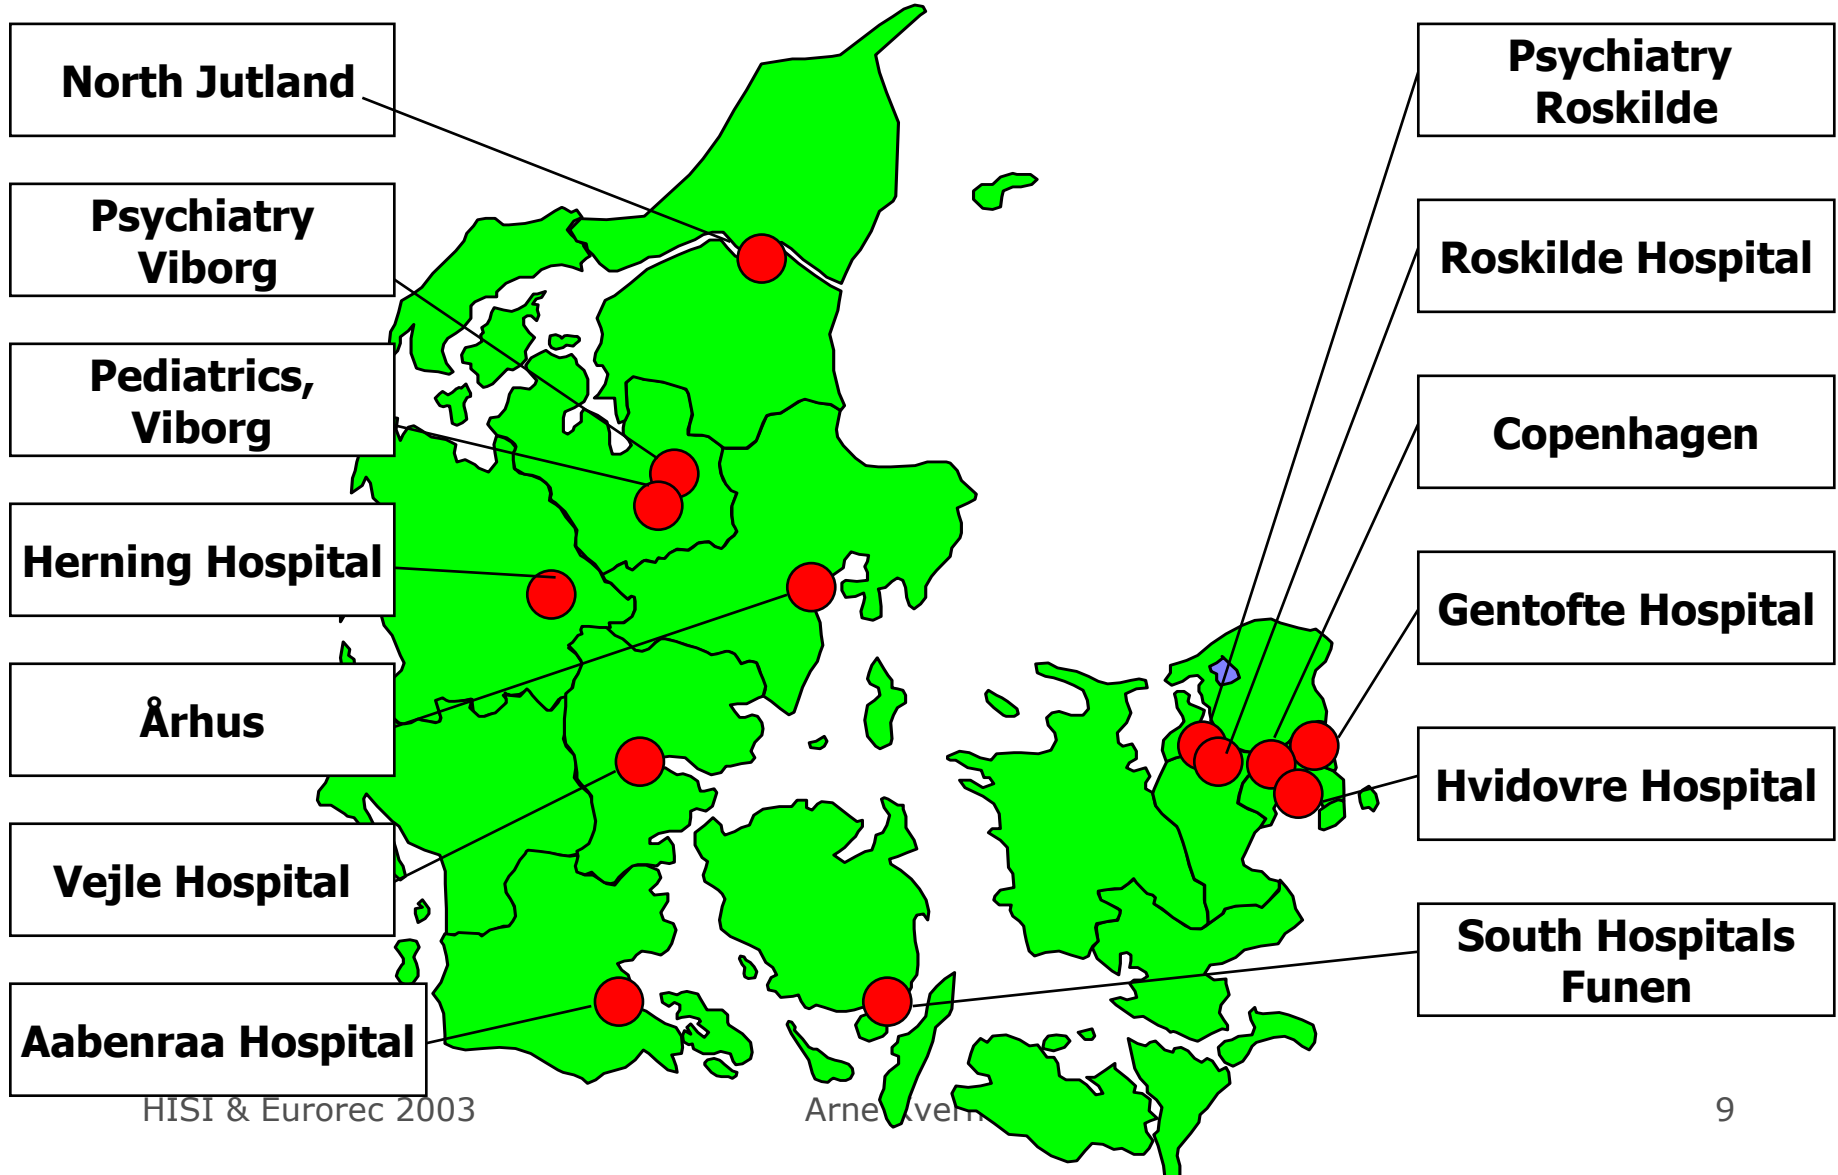 North Jutland
Psychiatry
Viborg
Pediatrics,
Viborg
Herning Hospital
Århus
Vejle Hospital
Aabenraa Hospital
Psychiatry
Roskilde
Roskilde Hospital
Copenhagen
Gentofte Hospital
Hvidovre Hospital
South Hospitals
Funen
HISI & Eurorec 2003
Arne
9